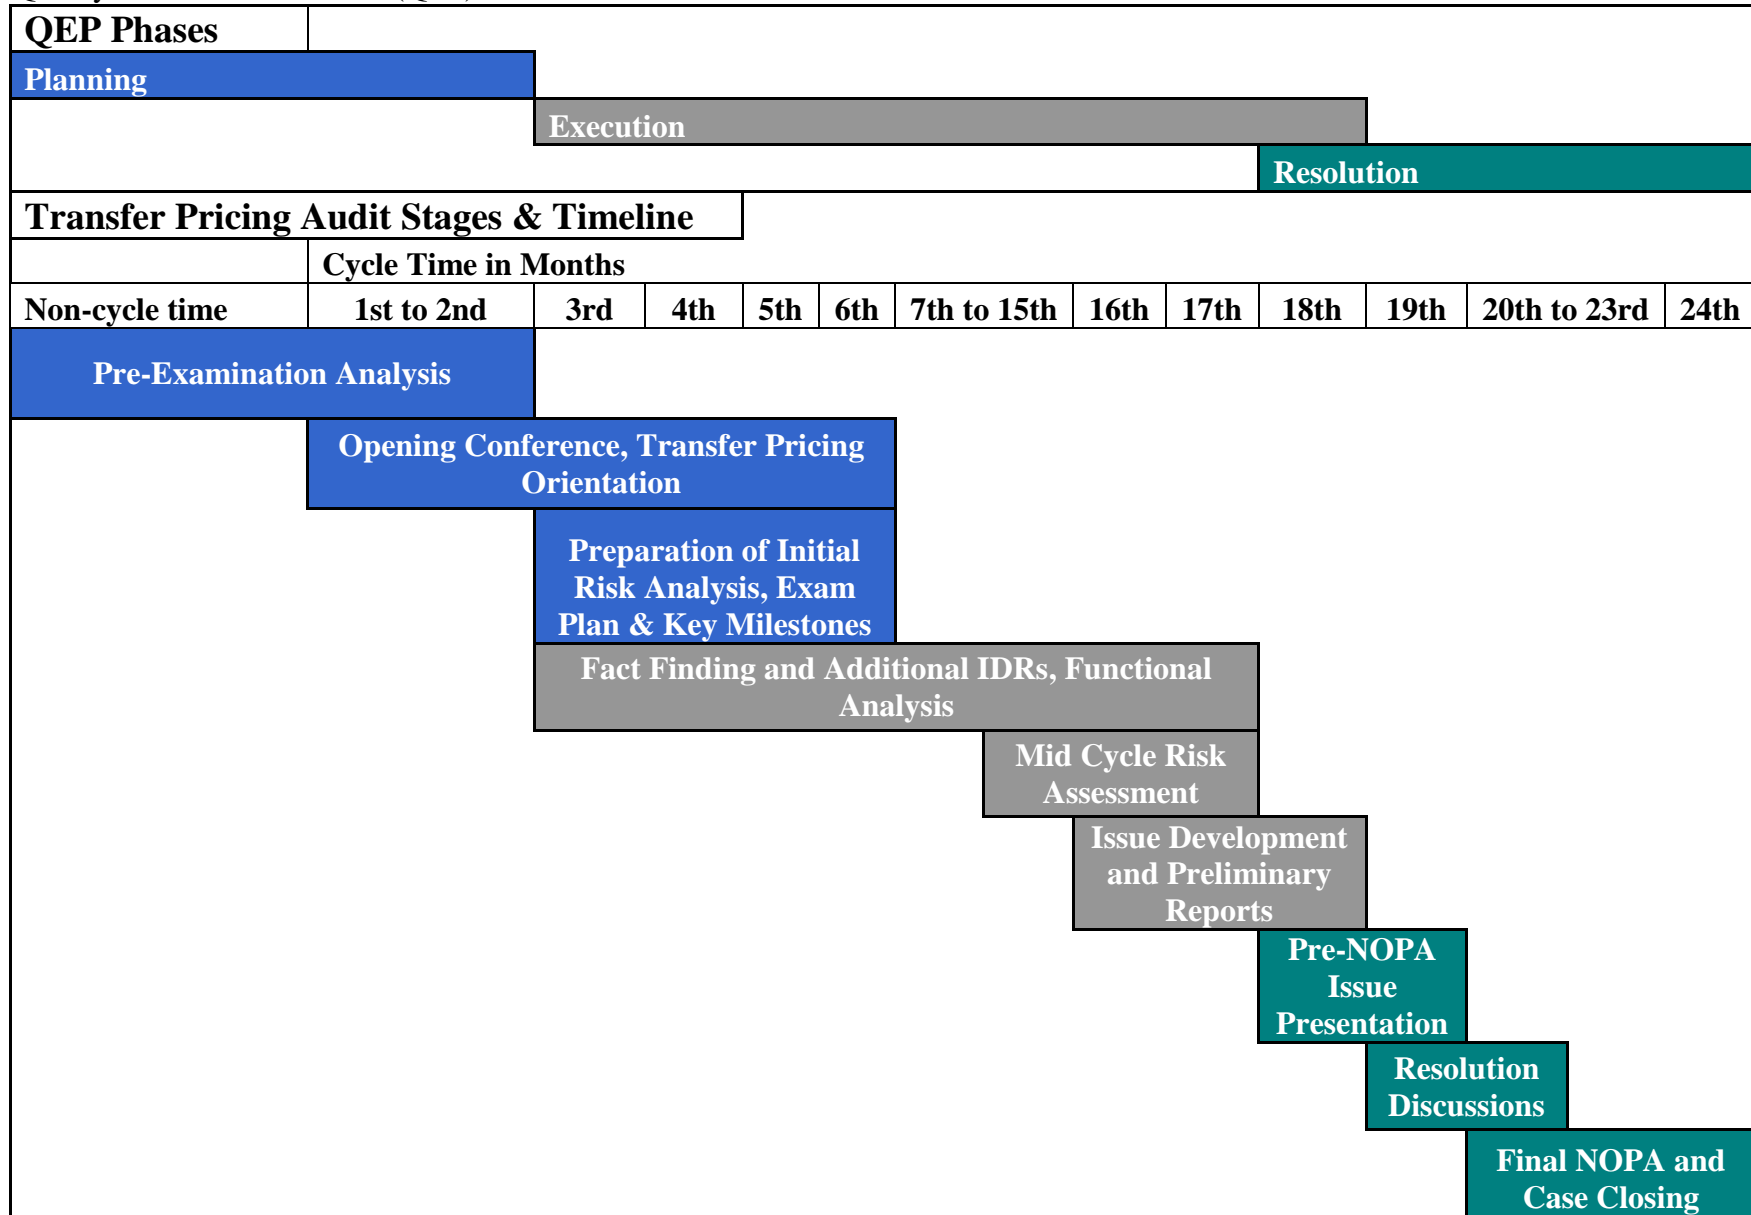 QEP Phases
Planning
Execution
Resolution
Transfer Pricing Audit Stages & Timeline
Cycle Time in Months
Non-cycle time 1st to 2nd 3rd 4th 5th 6th 7th to 15th 16th 17th 18th 19th 20th to 23rd 24th
Pre-Examination Analysis
Opening Conference, Transfer Pricing
Orientation
Preparation of Initial
Risk Analysis, Exam
Plan & Key Milestones
Fact Finding and Additional IDRs, Functional
Analysis
Mid Cycle Risk
Assessment
Issue Development
and Preliminary
Reports
Pre-NOPA
Issue
Presentation
Resolution
Discussions
Final NOPA and
Case Closing